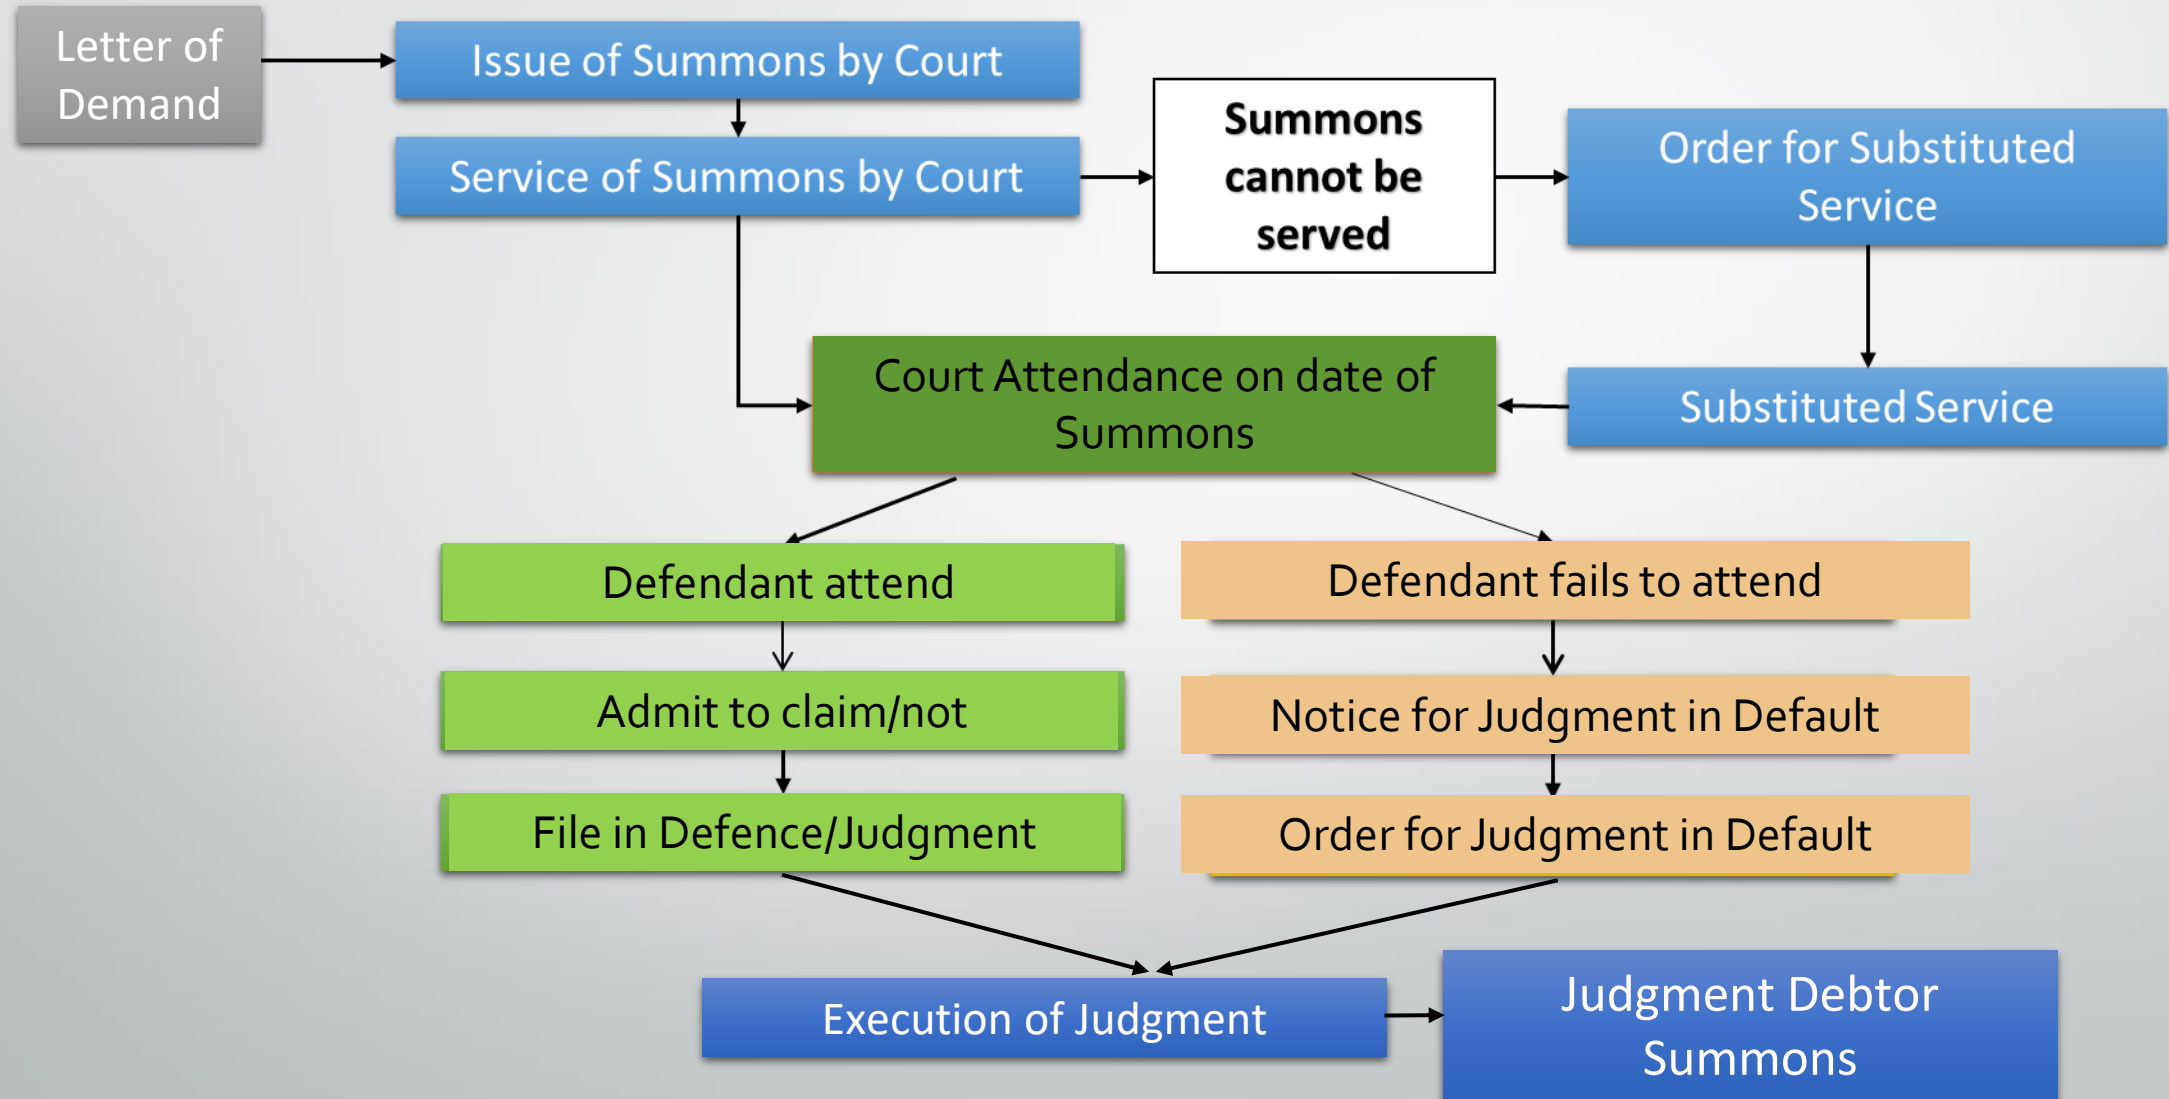 Letter of
Demand
Issue of Summons by Court
Service of Summons by Court
Summons
cannot be
served
Order for Substituted
Service
Court Attendance on date of
Summons
Substituted Service
Defendant attend
Defendant fails to attend
Admit to claim/not
Notice for Judgment in Default
File in Defence/Judgment
Order for Judgment in Default
Execution of Judgment
Judgment Debtor
Summons